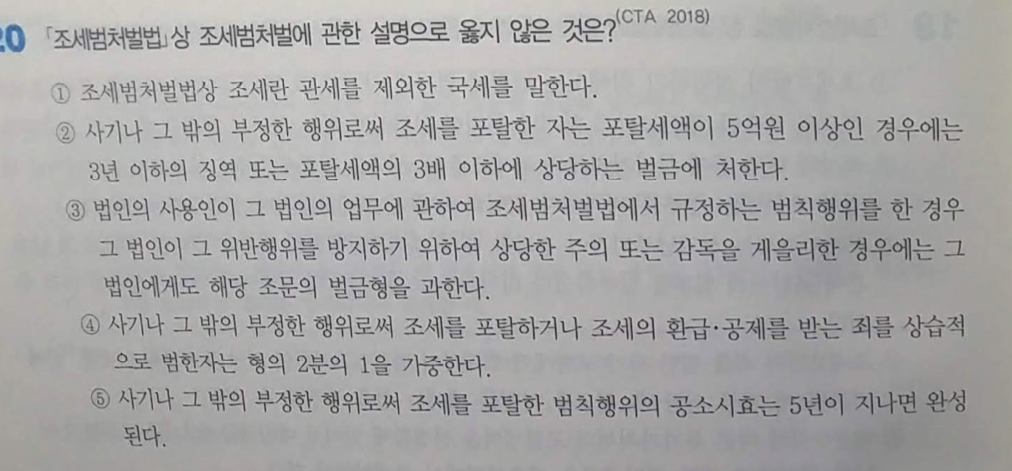 20 「조세범처벌법」상 조세범처벌에 관한 설명으로 옳지 않은 것은?(CTA 2018)
① 조세범처벌법상 조세란 관세를 제외한 국세를 말한다.
② 사기나 그 밖의 부정한 행위로써 조세를 포탈한 자는 포탈세액이 5억원 이상인 경우에는
3년 이하의 징역 또는 포탈세액의 3배 이하에 상당하는 벌금에 처한다.
③ 법인의 사용인이 그 법인의 업무에 관하여 조세범처벌법에서 규정하는 범칙행위를 한 경우
그 법인이 그 위반행위를 방지하기 위하여 상당한 주의 또는 감독을 게을리한 경우에는 그
법인에게도 해당 조문의 벌금형을 과한다.
④ 사기나 그 밖의 부정한 행위로써 조세를 포탈하거나 조세의 환급·공제를 받는 죄를 상습적
으로 범한자는 형의 2분의 1을 가중한다.
⑤ 사기나 그 밖의 부정한 행위로써 조세를 포탈한 범칙행위의 공소시효는 5년이 지나면 완성
된다.